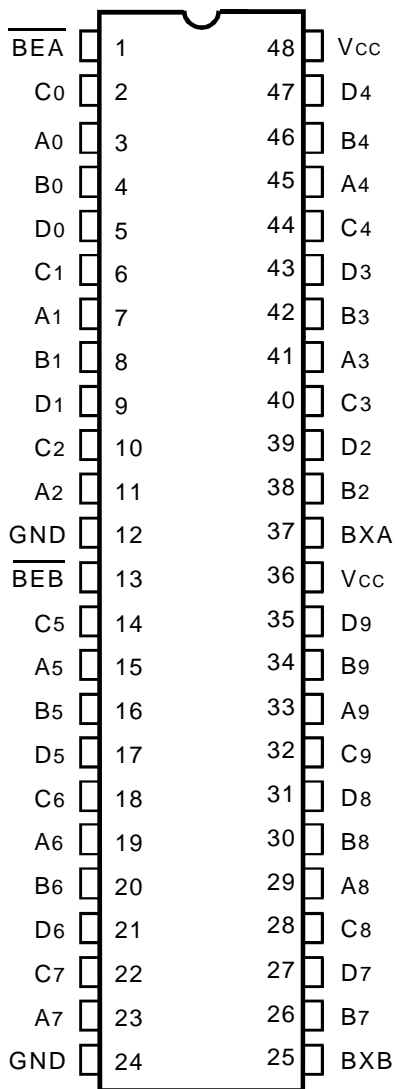 BEA 1 48 Vcc
C0 2 47 D4
A0 3 46 B4
B0 4 45 A4
D0 5 44 C4
C1 6 43 D3
A1 7 42 B3
B1 8 41 A3
D1 9 40 C3
C2 10 39 D2
A2 11 38 B2
GND 12 37 BXA
BEB 13 36 Vcc
C5 14 35 D9
A5 15 34 B9
B5 16 33 A9
D5 17 32 C9
C6 18 31 D8
A6 19 30 B8
B6 20 29 A8
D6 21 28 C8
C7 22 27 D7
A7 23 26 B7
GND 24 25 BXB